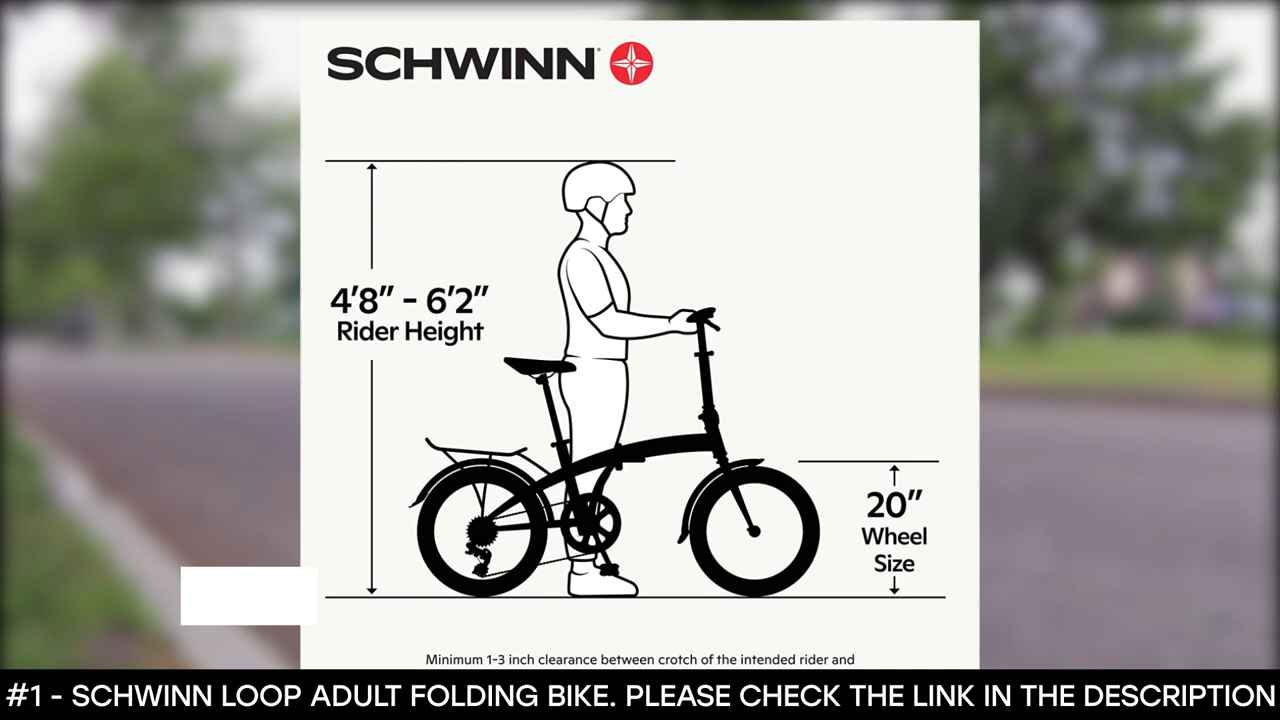 SCHWINN
4'8" - 6'2"
Rider Height
20"
Wheel
Size
Minimum 1-3 inch clearance between crotch of the intended rider and
#1 - SCHWINN LOOP ADULT FOLDING BIKE. PLEASE CHECK THE LINK IN THE DESCRIPTION